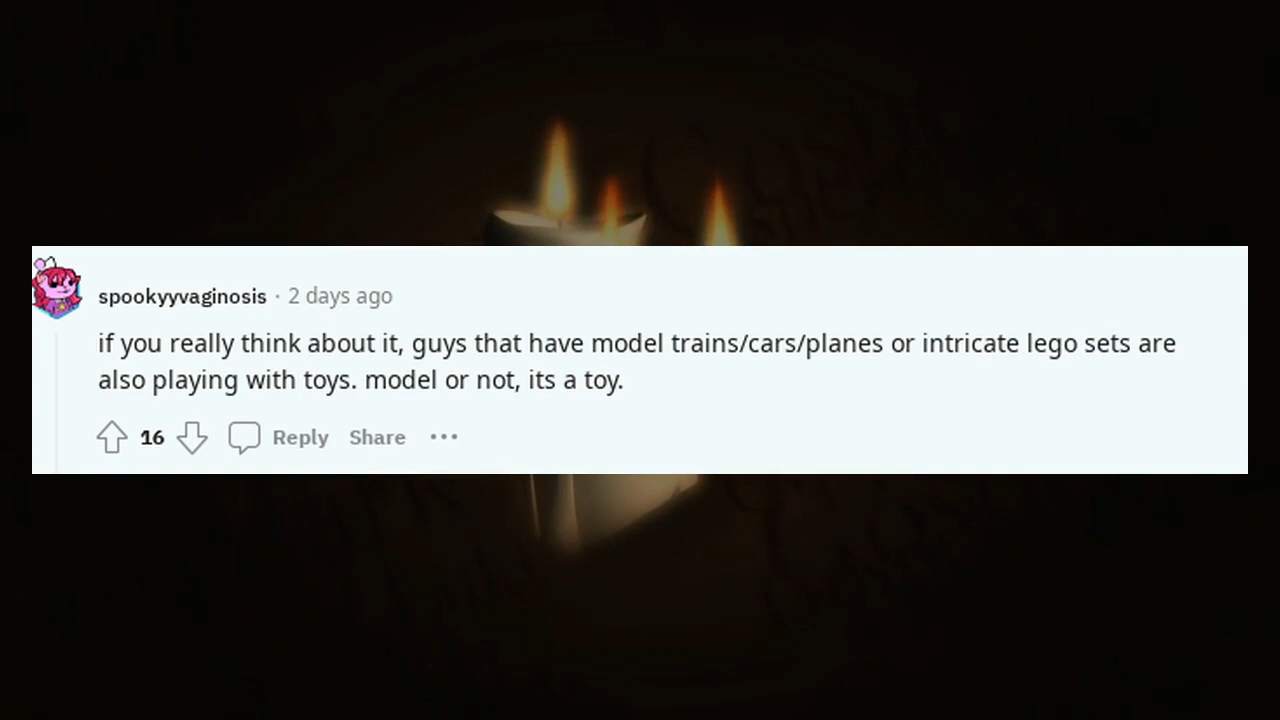 spookyyvaginosis · 2 days ago
if you really think about it, guys that have model trains/cars/planes or intricate lego sets are
also playing with toys. model or not, its a toy.
16 Reply Share ···